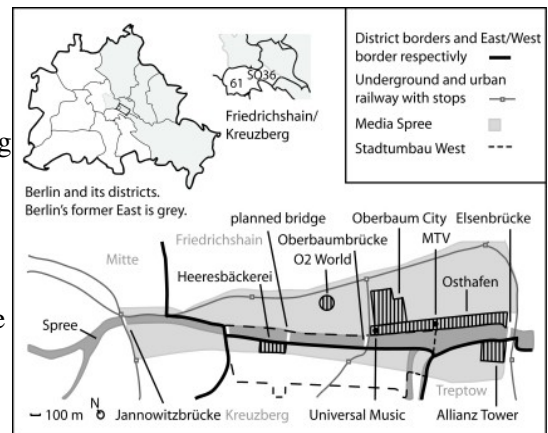 g
e
61
SO36
Friedrichshain/
Kreuzberg
Berlin and its districts.
Berlin's former East is grey.
District borders and East/West
border respectivly
Underground and urban
railway with stops
Media Spree
Stadtumbau West
planned bridge
Oberbaum City
Elsenbrücke
Mitte
Friedrichshain
Oberbaumbrücke
MTV
Heeresbäckerei
O2 World
Osthafen
Spree
Treptow
100 m
N
Jannowitzbrücke
Kreuzberg
Universal Music
Allianz Tower